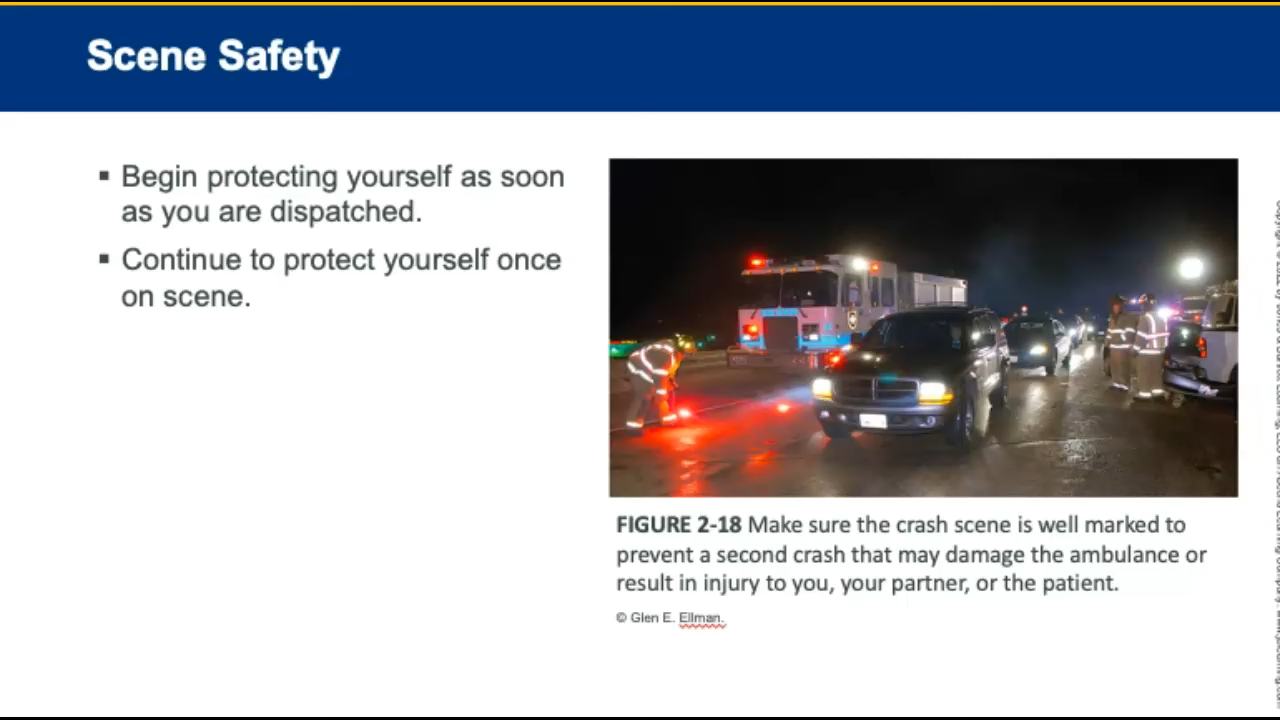 Scene Safety
▪ Begin protecting yourself as soon
as you are dispatched.
▪ Continue to protect yourself once
on scene.
FIGURE 2-18 Make sure the crash scene is well marked to
prevent a second crash that may damage the ambulance or
result in injury to you, your partner, or the patient.
© Glen E. Ellman.